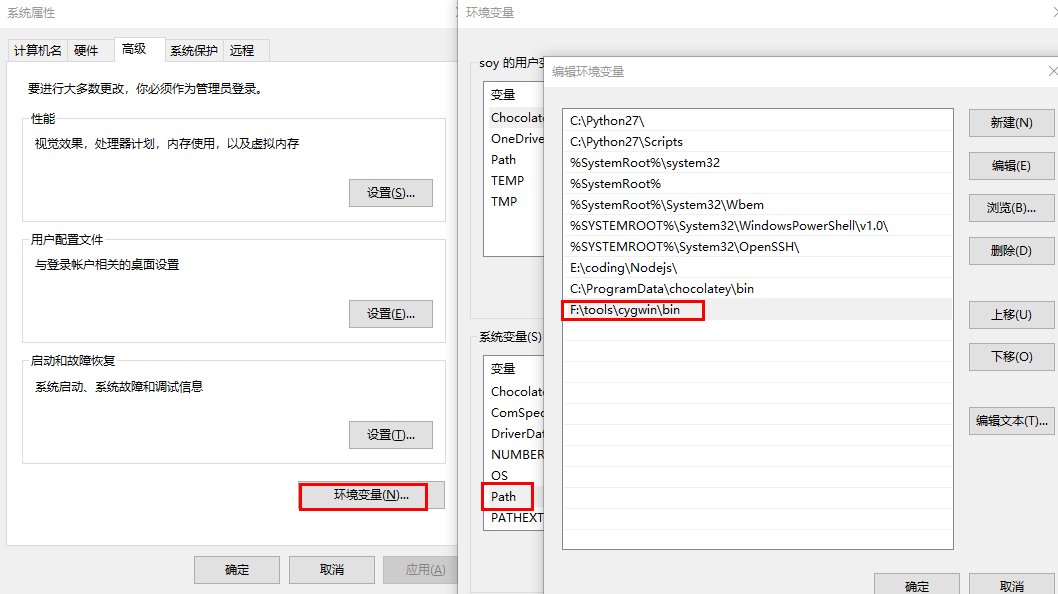 系统属性
计算机名
硬件
高级
系统保护
远程
要进行大多数更改，你必须作为管理员登录。
性能
视觉效果，处理器计划，内存使用，以及虚拟内存
设置(S)...
用户配置文件
与登录帐户相关的桌面设置
设置(E)...
启动和故障恢复
系统启动、系统故障和调试信息
设置(T)...
环境变量(N)...
确定
取消
应用(A)
环境变量
soy 的用户变
变量
Chocolate
OneDrive
Path
TEMP
TMP
系统变量(S)
变量
Chocolate
ComSpec
DriverDat
NUMBER
OS
Path
PATHEXT
编辑环境变量
C:\Python27\
C:\Python27\Scripts
%SystemRoot%\system32
%SystemRoot%
%SystemRoot%\System32\Wbem
%SYSTEMROOT%\System32\WindowsPowerShell\v1.0\
%SYSTEMROOT%\System32\OpenSSH\
E:\coding\Nodejs\
C:\ProgramData\chocolatey\bin
F:\tools\cygwin\bin
新建(N)
编辑(E)
浏览(B)...
删除(D)
上移(U)
下移(O)
编辑文本(T)...
确定
取消